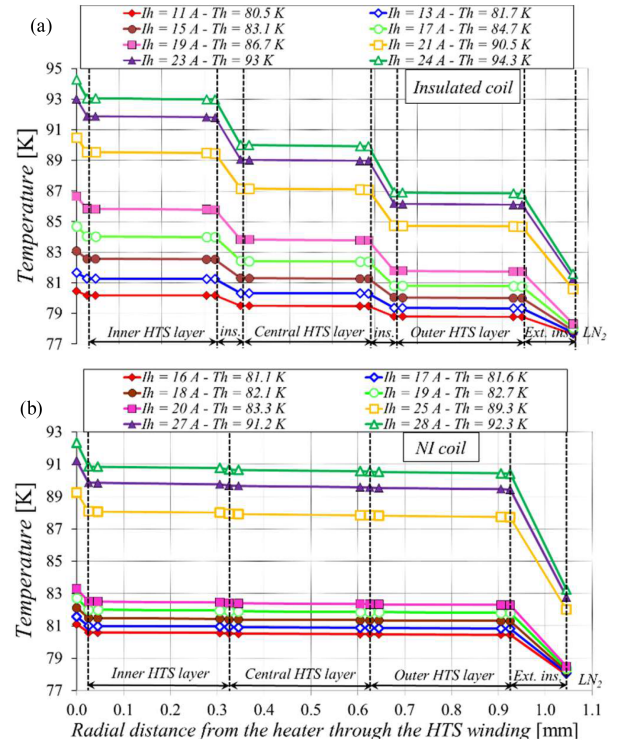 (a)
Ih = 11 A - Th = 80.5 K Ih = 13 A - Th = 81.7 K
Ih = 15 A - Th = 83.1 K Ih = 17 A - Th = 84.7 K
Ih = 19 A - Th = 86.7 K Ih = 21 A - Th = 90.5 K
Ih = 23 A - Th = 93 K Ih = 24 A - Th = 94.3 K
Insulated coil
Temperature [K]
95
93
91
89
87
85
83
81
79
77
Inner HTS layer ins. Central HTS layer ins. Outer HTS layer Ext. ins. LN2
(b)
Ih = 16 A - Th = 81.1 K Ih = 17 A - Th = 81.6 K
Ih = 18 A - Th = 82.1 K Ih = 19 A - Th = 82.7 K
Ih = 20 A - Th = 83.3 K Ih = 25 A - Th = 89.3 K
Ih = 27 A - Th = 91.2 K Ih = 28 A - Th = 92.3 K
NI coil
Temperature [K]
93
91
89
87
85
83
81
79
77
Inner HTS layer Central HTS layer Outer HTS layer Ext. ins. LN2
0.0 0.1 0.2 0.3 0.4 0.5 0.6 0.7 0.8 0.9 1.0 1.1
Radial distance from the heater through the HTS winding [mm]